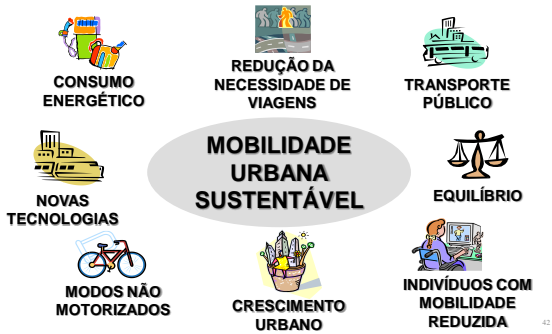 CONSUMO
ENERGÉTICO
REDUÇÃO DA
NECESSIDADE DE
VIAGENS
TRANSPORTE
PÚBLICO
MOBILIDADE
URBANA
SUSTENTÁVEL
NOVAS
TECNOLOGIAS
EQUILÍBRIO
MODOS NÃO
MOTORIZADOS
CRESCIMENTO
URBANO
INDIVÍDUOS COM
MOBILIDADE
REDUZIDA
42